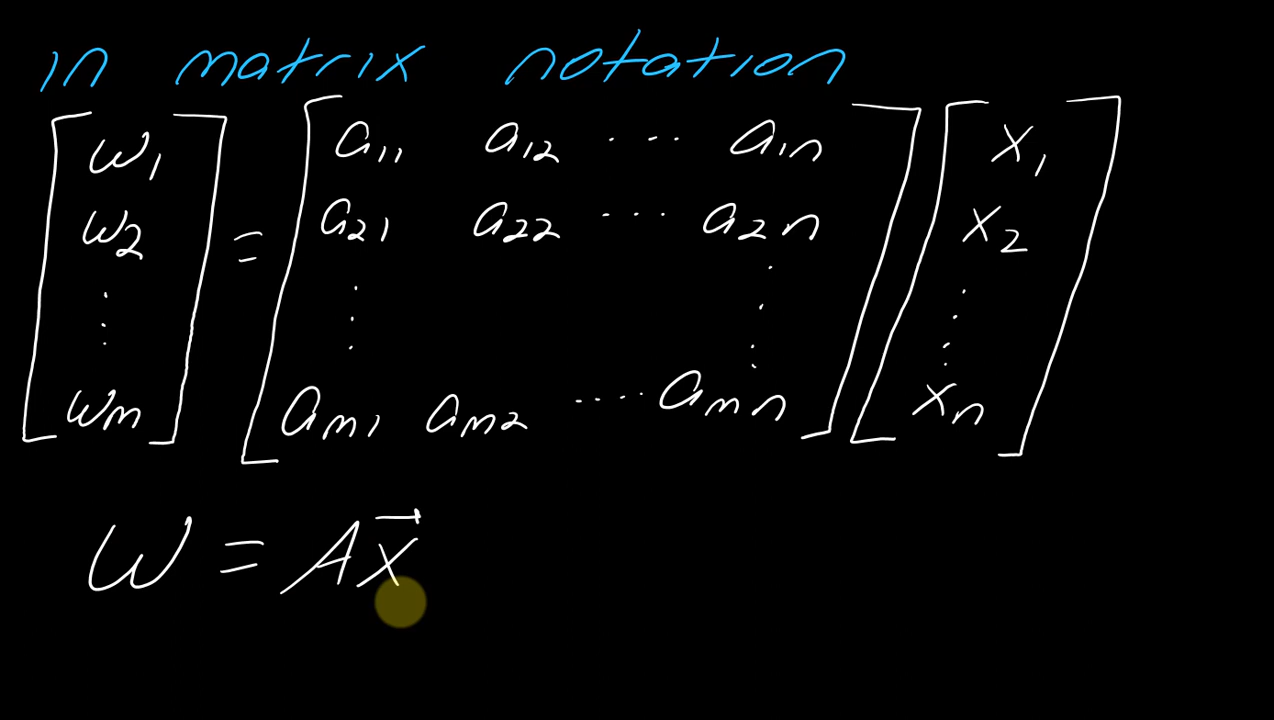 in matrix notation
w1 a11 a12 ... a1n x1
w2 = a21 a22 ... a2n x2
wm am1 am2 .... amn xn
w = Ax⃗